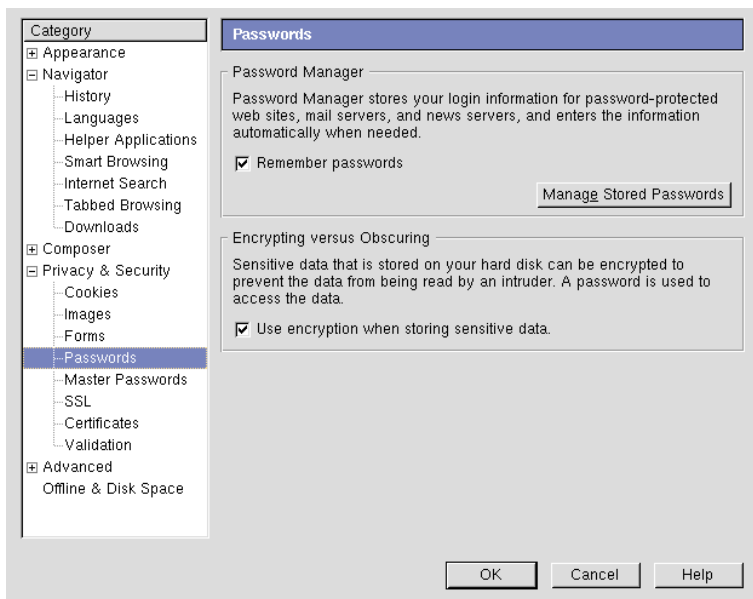 Category
Appearance
Navigator
History
Languages
Helper Applications
Smart Browsing
Internet Search
Tabbed Browsing
Downloads
Composer
Privacy & Security
Cookies
Images
Forms
Passwords
Master Passwords
SSL
Certificates
Validation
Advanced
Offline & Disk Space
Passwords
Password Manager
Password Manager stores your login information for password-protected
web sites, mail servers, and news servers, and enters the information
automatically when needed.
Remember passwords
Manage Stored Passwords
Encrypting versus Obscuring
Sensitive data that is stored on your hard disk can be encrypted to
prevent the data from being read by an intruder. A password is used to
access the data.
Use encryption when storing sensitive data.
OK
Cancel
Help